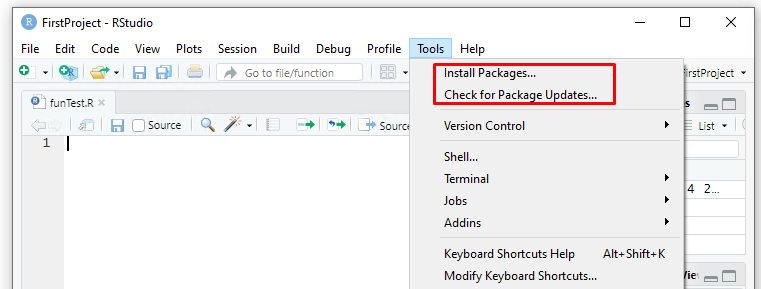 FirstProject - RStudio
File Edit Code View Plots Session Build Debug Profile Tools Help
Go to file/function
funTest.R
Source
Source
1
Install Packages...
Check for Package Updates...
Version Control
Shell...
Terminal
Jobs
Addins
Keyboard Shortcuts Help Alt+Shift+K
Modify Keyboard Shortcuts...
FirstProject
List
4 2...